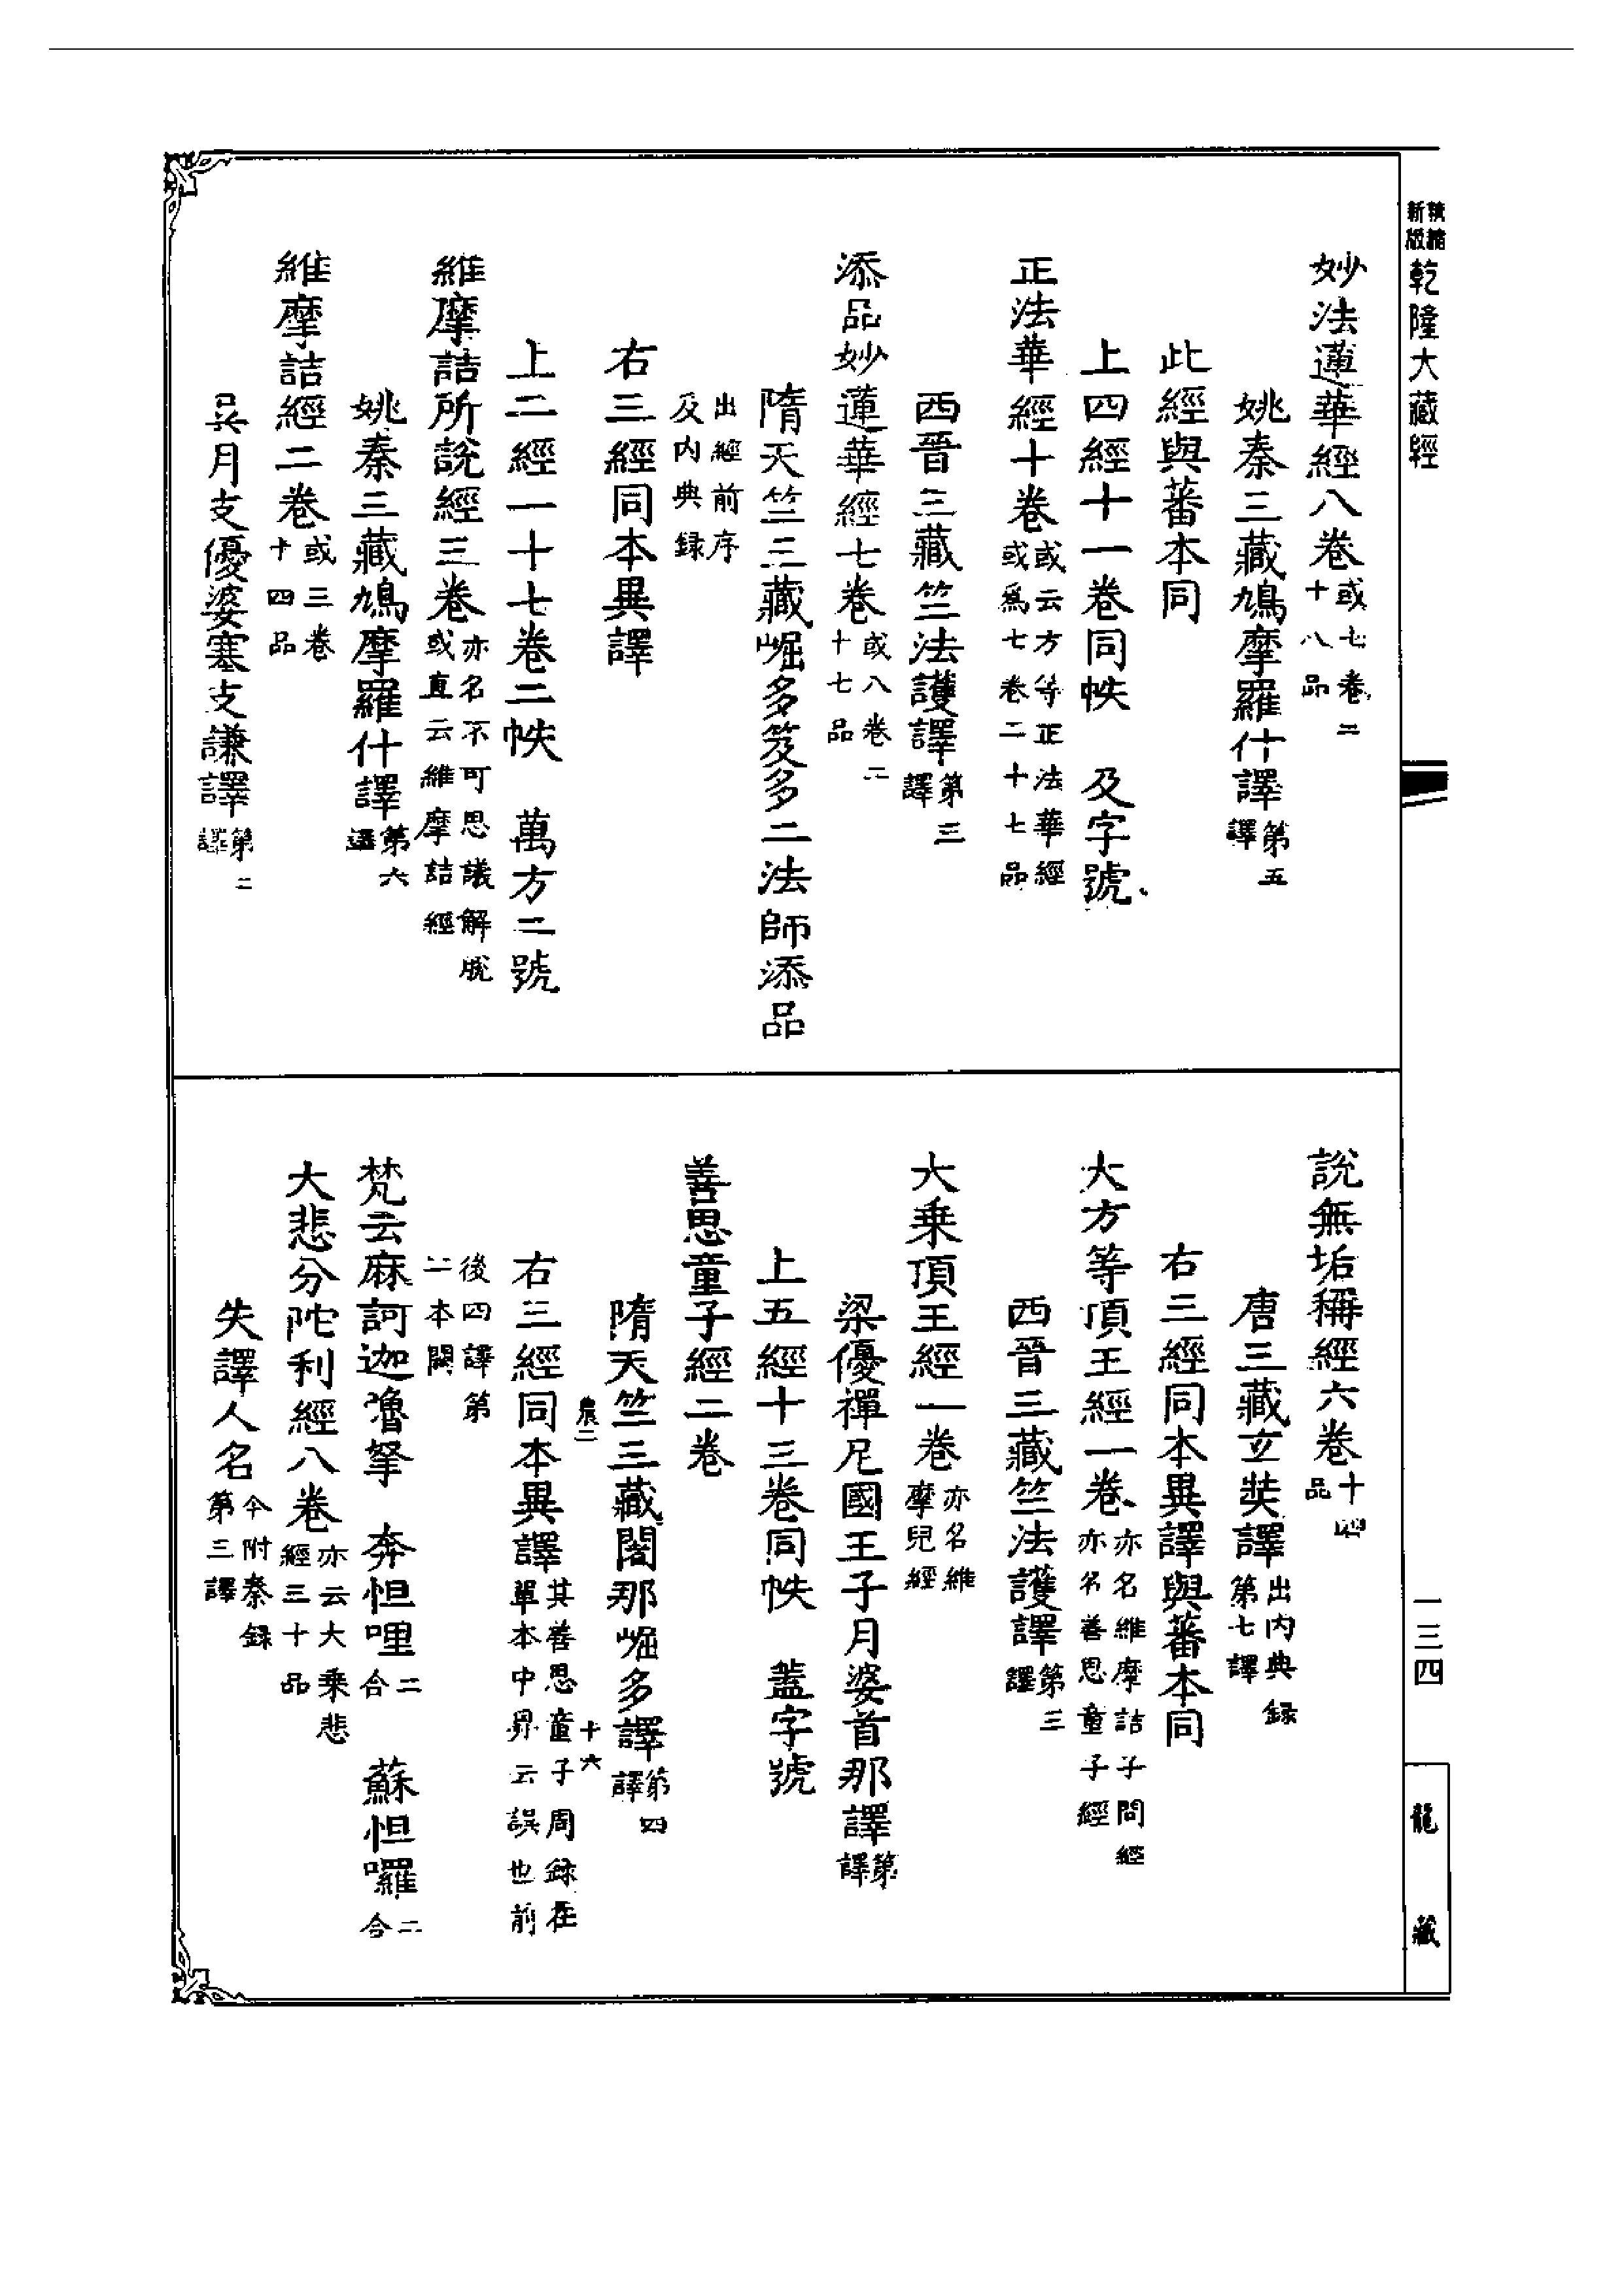 精縮新版乾隆大藏經
妙法蓮華經八卷或七卷二十八品
姚秦三藏鳩摩羅什譯第五譯
此經與蕃本同
上四經十一卷同帙　及字號
正法華經十卷或云方等正法華經或為七卷二十七品
西晉三藏竺法護譯第三譯
添品妙蓮華經七卷或八卷二十七品
隋天竺三藏崛多笈多二法師添品
出經前序及內典録
右三經同本異譯
上二經一十七卷二帙　萬方二號
維摩詰所說經三卷亦名不可思議解脫或直云維摩詰經
姚秦三藏鳩摩羅什譯第六譯
維摩詰經二卷或三卷十四品
吳月支優婆塞支謙譯第二譯
說無垢稱經六卷十四品
唐三藏玄奘譯出內典録第七譯
右三經同本異譯與蕃本同
大方等頂王經一卷亦名維摩詰子問經亦名善思童子經
西晉三藏竺法護譯第三譯
大乘頂王經一卷亦名維摩兒經
梁優禪尼國王子月婆首那譯第譯
上五經十三卷同帙　蓋字號
善思童子經二卷
隋天竺三藏闍那崛多譯第四譯
農二　十六
右三經同本異譯其善思童子周録在單本中昇云誤也前
後四譯第二本闕
梵云麻訶迦嚕拏　奔怛哩二合　蘇怛囉二合
大悲分陀利經八卷亦云大乘悲經三十品
失譯人名今附秦録第三譯
一三四
龍藏